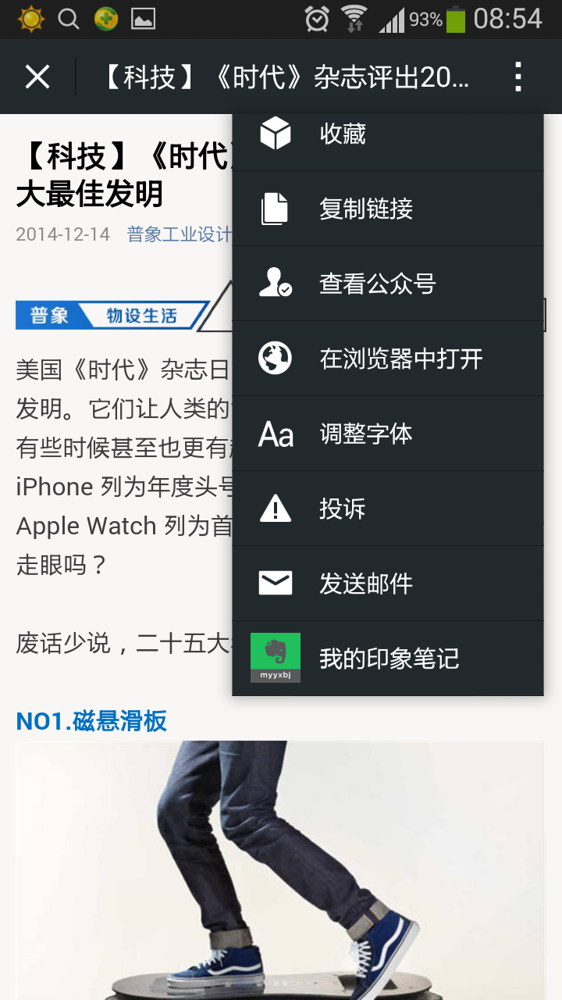 93% 08:54
【科技】《时代》杂志评出20...
收藏
复制链接
查看公众号
在浏览器中打开
Aa 调整字体
投诉
发送邮件
myyxbj 我的印象笔记
【科技】《时代》
大最佳发明
2014-12-14 普象工业设计
普象 物设生活
美国《时代》杂志日
发明。它们让人类的
有些时候甚至也更有
iPhone 列为年度头号
Apple Watch 列为首
走眼吗？
废话少说，二十五大
NO1.磁悬滑板